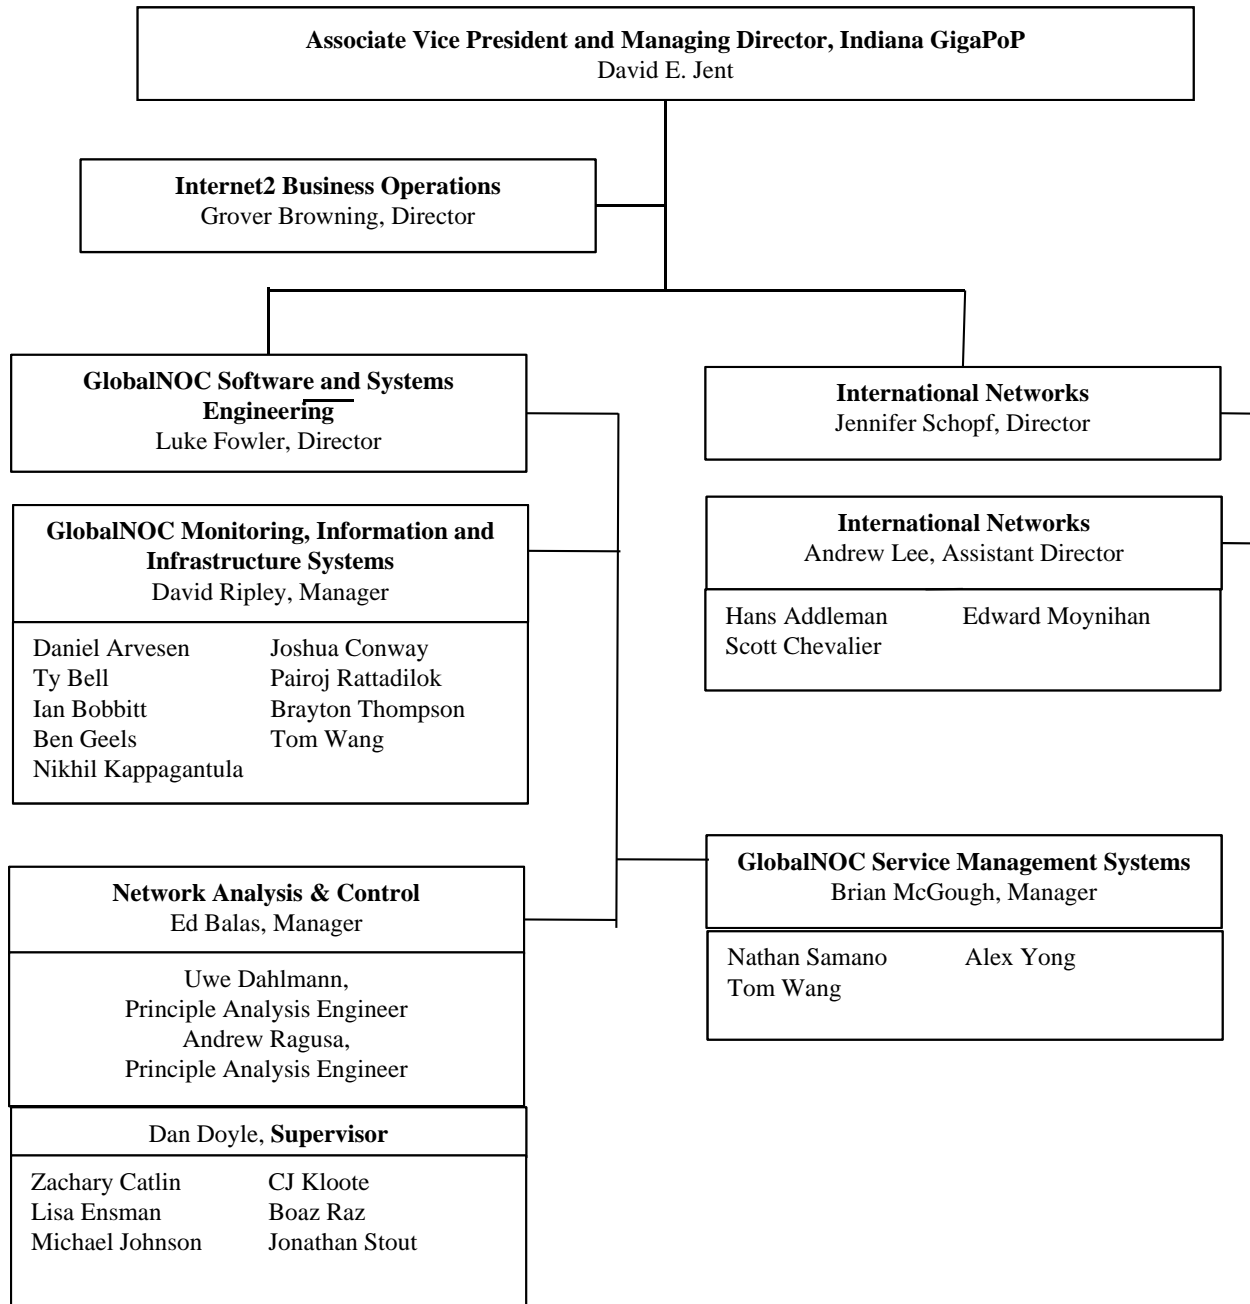 Associate Vice President and Managing Director, Indiana GigaPoP
David E. Jent
Internet2 Business Operations
Grover Browning, Director
GlobalNOC Software and Systems
Engineering
Luke Fowler, Director
International Networks
Jennifer Schopf, Director
GlobalNOC Monitoring, Information and
Infrastructure Systems
David Ripley, Manager
Daniel Arvesen Joshua Conway
Ty Bell Pairoj Rattadilok
Ian Bobbitt Brayton Thompson
Ben Geels Tom Wang
Nikhil Kappagantula
International Networks
Andrew Lee, Assistant Director
Hans Addleman Edward Moynihan
Scott Chevalier
Network Analysis & Control
Ed Balas, Manager
Uwe Dahlmann,
Principle Analysis Engineer
Andrew Ragusa,
Principle Analysis Engineer
Dan Doyle, Supervisor
Zachary Catlin CJ Kloote
Lisa Ensman Boaz Raz
Michael Johnson Jonathan Stout
GlobalNOC Service Management Systems
Brian McGough, Manager
Nathan Samano Alex Yong
Tom Wang